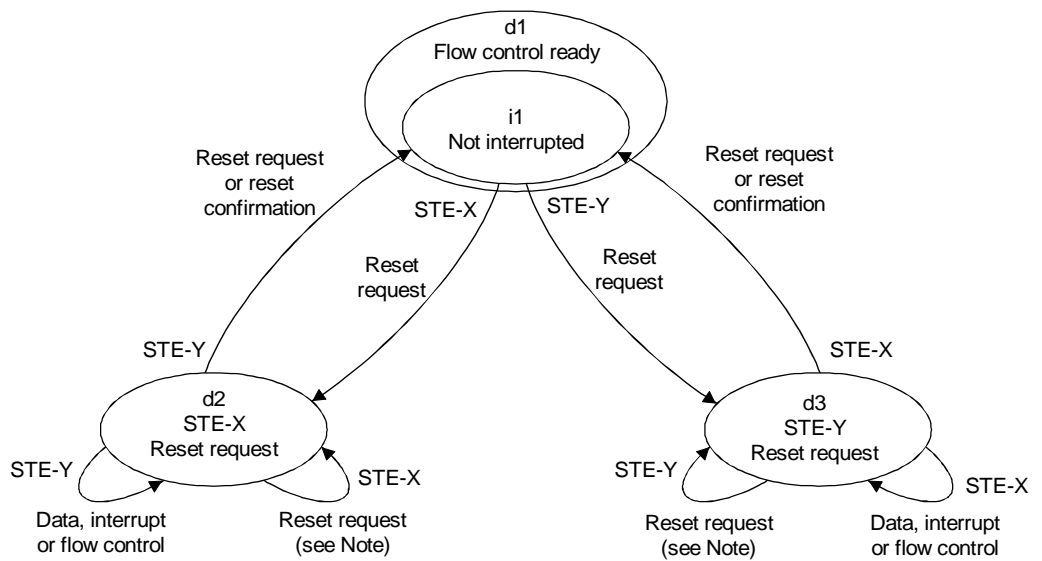 d1
Flow control ready
i1
Not interrupted
Reset request
or reset
confirmation
Reset request
or reset
confirmation
STE-X
STE-Y
Reset
request
Reset
request
STE-Y
STE-X
d2
STE-X
Reset request
d3
STE-Y
Reset request
STE-Y
STE-X
STE-Y
STE-X
Data, interrupt
or flow control
Reset request
(see Note)
Reset request
(see Note)
Data, interrupt
or flow control